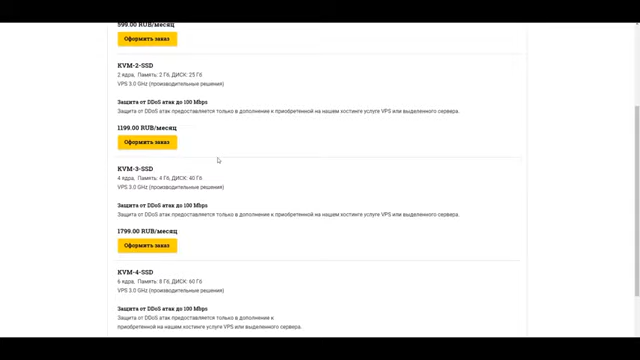 599.00 RUB/месяц
Оформить заказ
KVM-2-SSD
2 ядра, Память: 2 Гб, ДИСК: 25 Гб
VPS 3.0 GHz (производительные решения)
Защита от DDoS атак до 100 Mbps
Защита от DDoS атак предоставляется только в дополнение к приобретенной на нашем хостинге услуге VPS или выделенного сервера.
1199.00 RUB/месяц
Оформить заказ
KVM-3-SSD
4 ядра, Память: 4 Гб, ДИСК: 40 Гб
VPS 3.0 GHz (производительные решения)
Защита от DDoS атак до 100 Mbps
Защита от DDoS атак предоставляется только в дополнение к приобретенной на нашем хостинге услуге VPS или выделенного сервера.
1799.00 RUB/месяц
Оформить заказ
KVM-4-SSD
6 ядра, Память: 8 Гб, ДИСК: 60 Гб
VPS 3.0 GHz (производительные решения)
Защита от DDoS атак до 100 Mbps
Защита от DDoS атак предоставляется только в дополнение к
приобретенной на нашем хостинге услуге VPS или выделенного сервера.